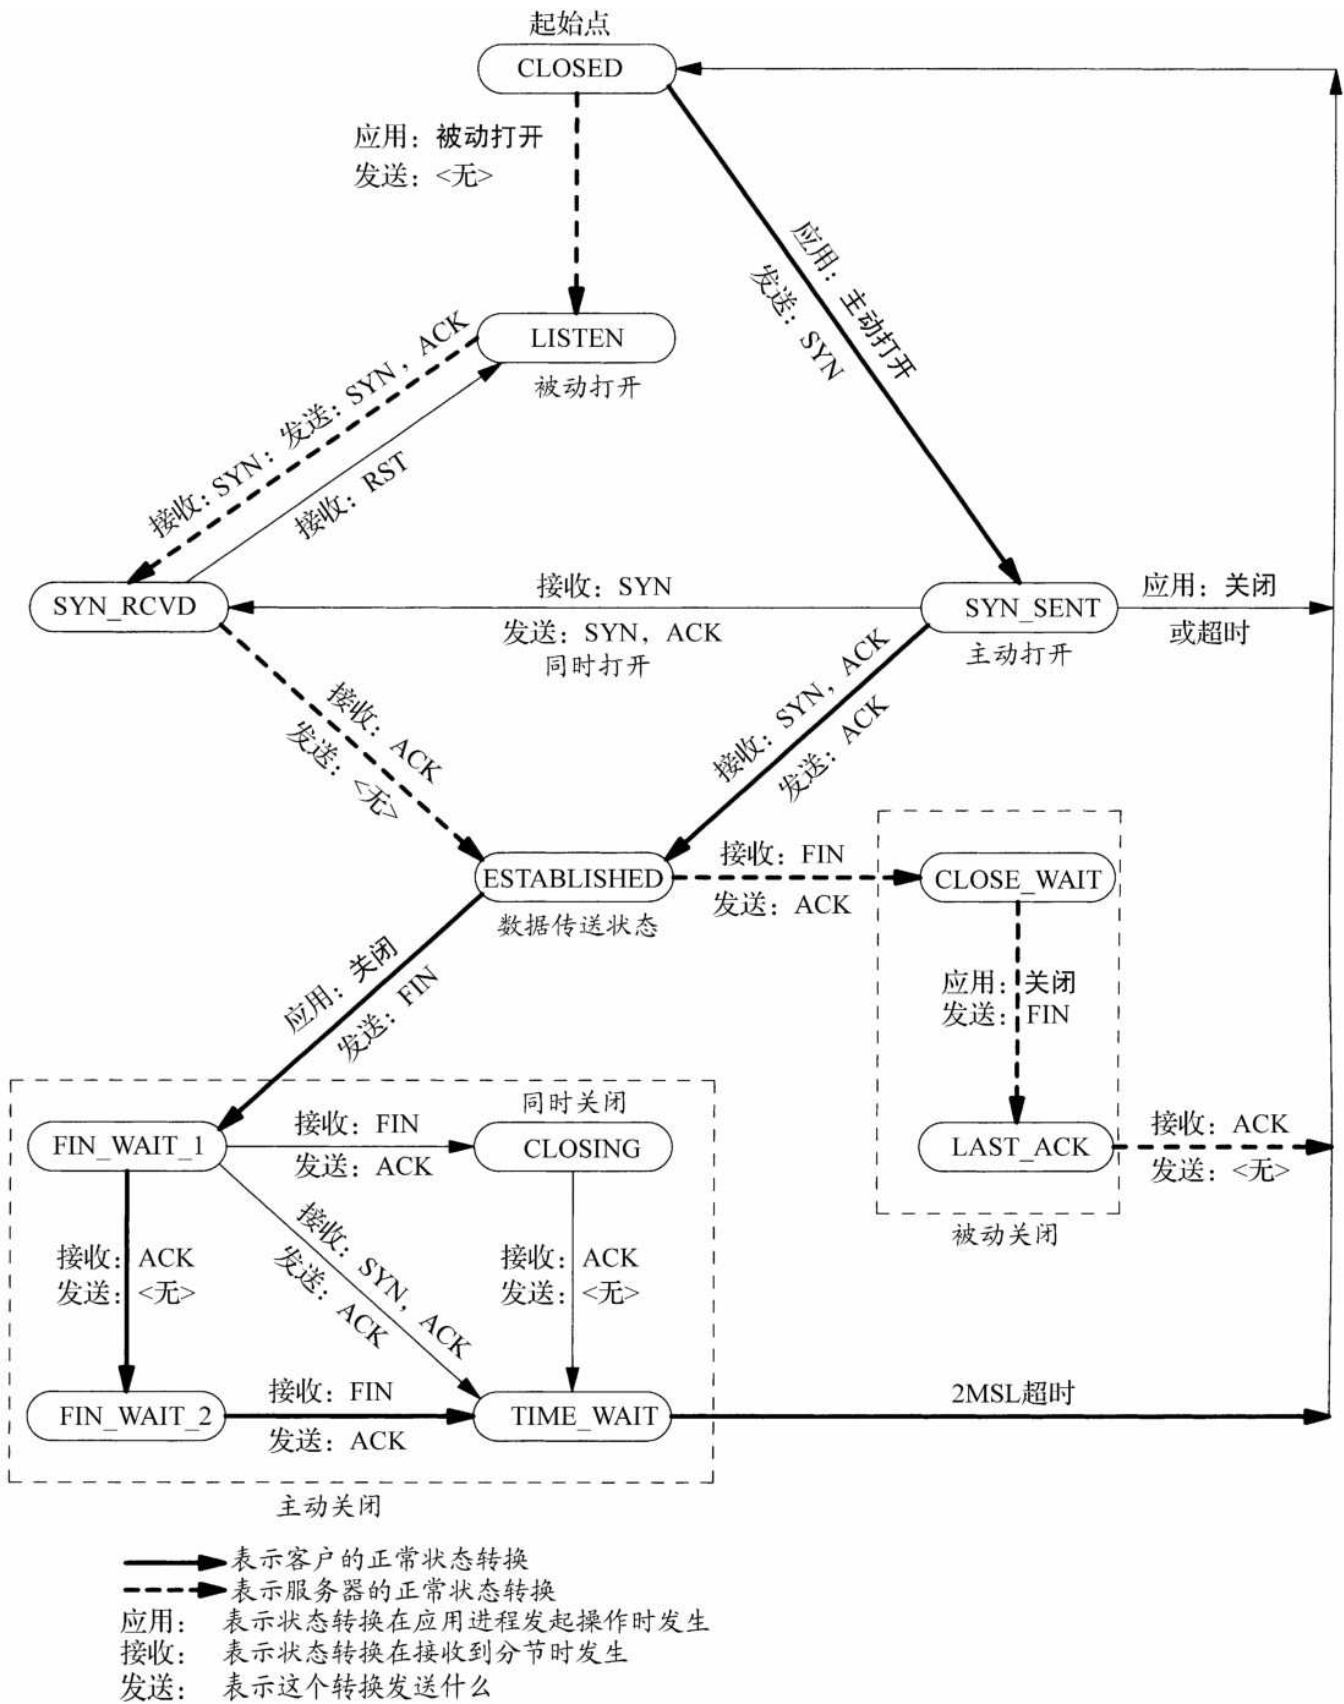 起始点
CLOSED
应用：被动打开
发送：<无>
应用：主动打开
发送：SYN
LISTEN
被动打开
接收：SYN；发送：SYN，ACK
接收：RST
SYN_RCVD
接收：SYN
发送：SYN，ACK
同时打开
SYN_SENT
主动打开
应用：关闭
或超时
接收：ACK
发送：<无>
接收：SYN，ACK
发送：ACK
ESTABLISHED
数据传送状态
接收：FIN
发送：ACK
CLOSE_WAIT
应用：关闭
发送：FIN
应用：关闭
发送：FIN
LAST_ACK
接收：ACK
发送：<无>
被动关闭
同时关闭
FIN_WAIT_1
接收：FIN
发送：ACK
CLOSING
接收：ACK
发送：<无>
接收：SYN，ACK
发送：ACK
接收：ACK
发送：<无>
FIN_WAIT_2
接收：FIN
发送：ACK
TIME_WAIT
2MSL超时
主动关闭
表示客户的正常状态转换
表示服务器的正常状态转换
应用： 表示状态转换在应用进程发起操作时发生
接收： 表示状态转换在接收到分节时发生
发送： 表示这个转换发送什么